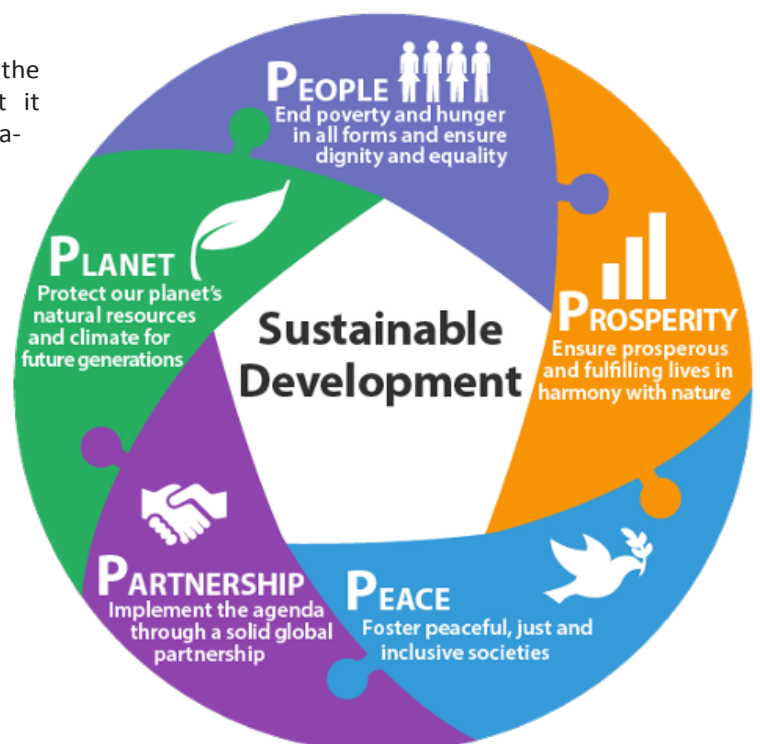 the
t it
a-
PEOPLE
End poverty and hunger
in all forms and ensure
dignity and equality
PLANET
Protect our planet's
natural resources
and climate for
future generations
Sustainable
Development
PROSPERITY
Ensure prosperous
and fulfilling lives in
harmony with nature
PARTNERSHIP
Implement the agenda
through a solid global
partnership
PEACE
Foster peaceful, just and
inclusive societies